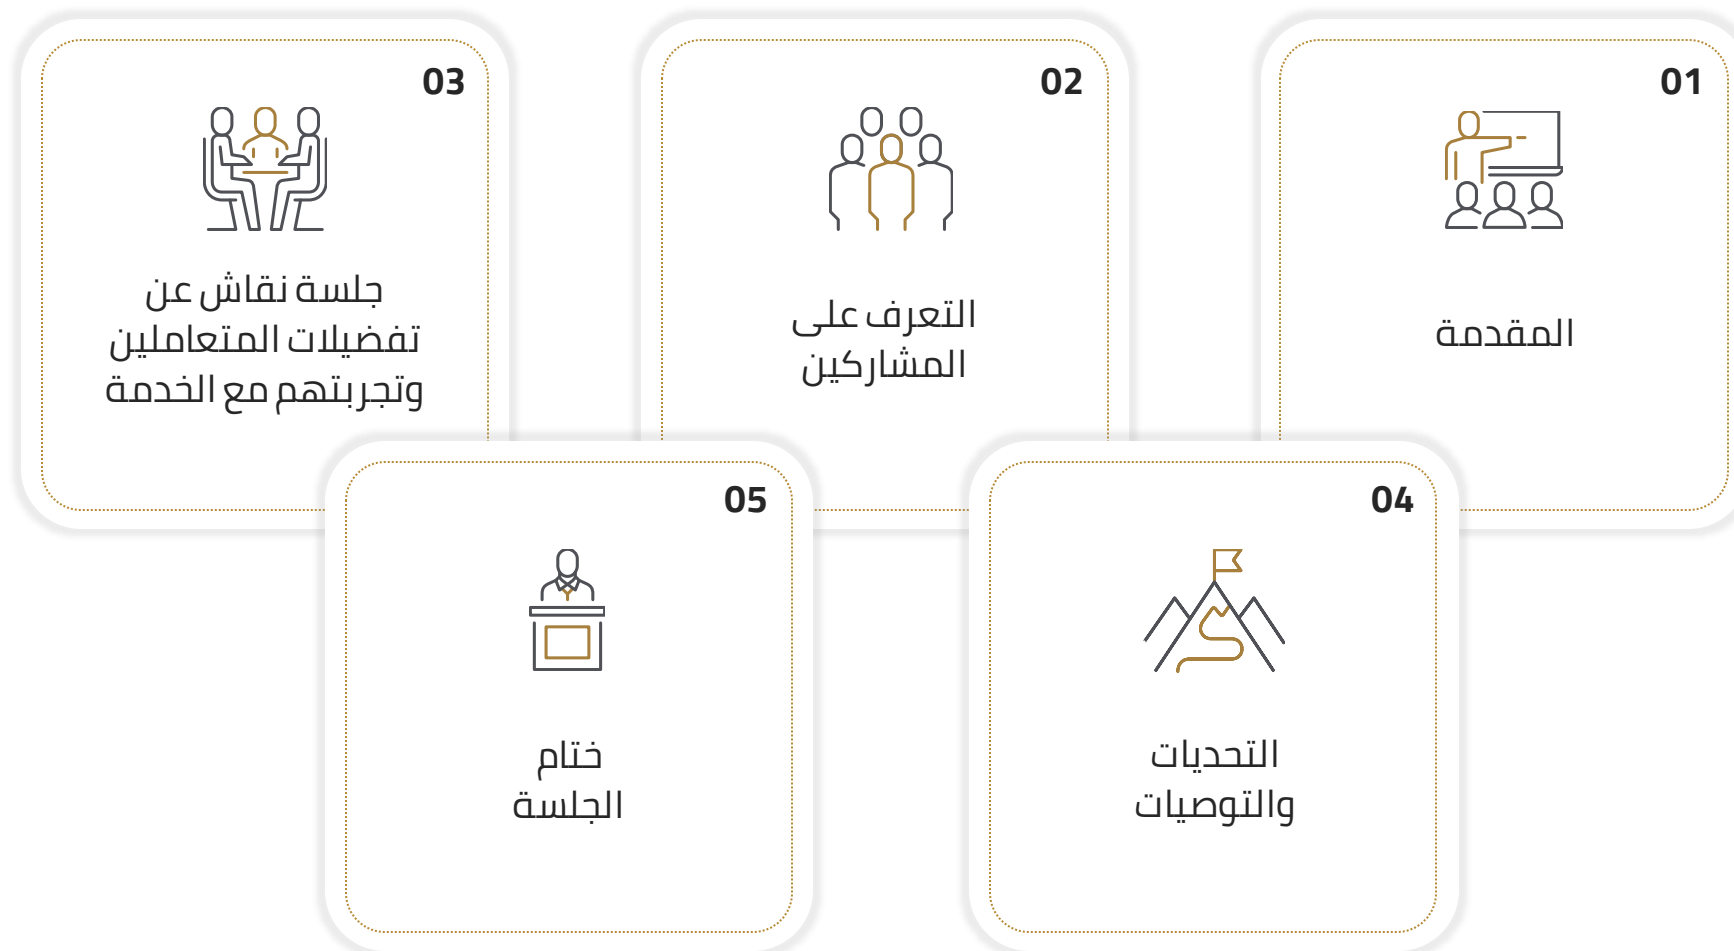 01
المقدمة
02
التعرف على
المشاركين
03
جلسة نقاش عن
تفضيلات المتعاملين
وتجربتهم مع الخدمة
04
التحديات
والتوصيات
05
ختام
الجلسة